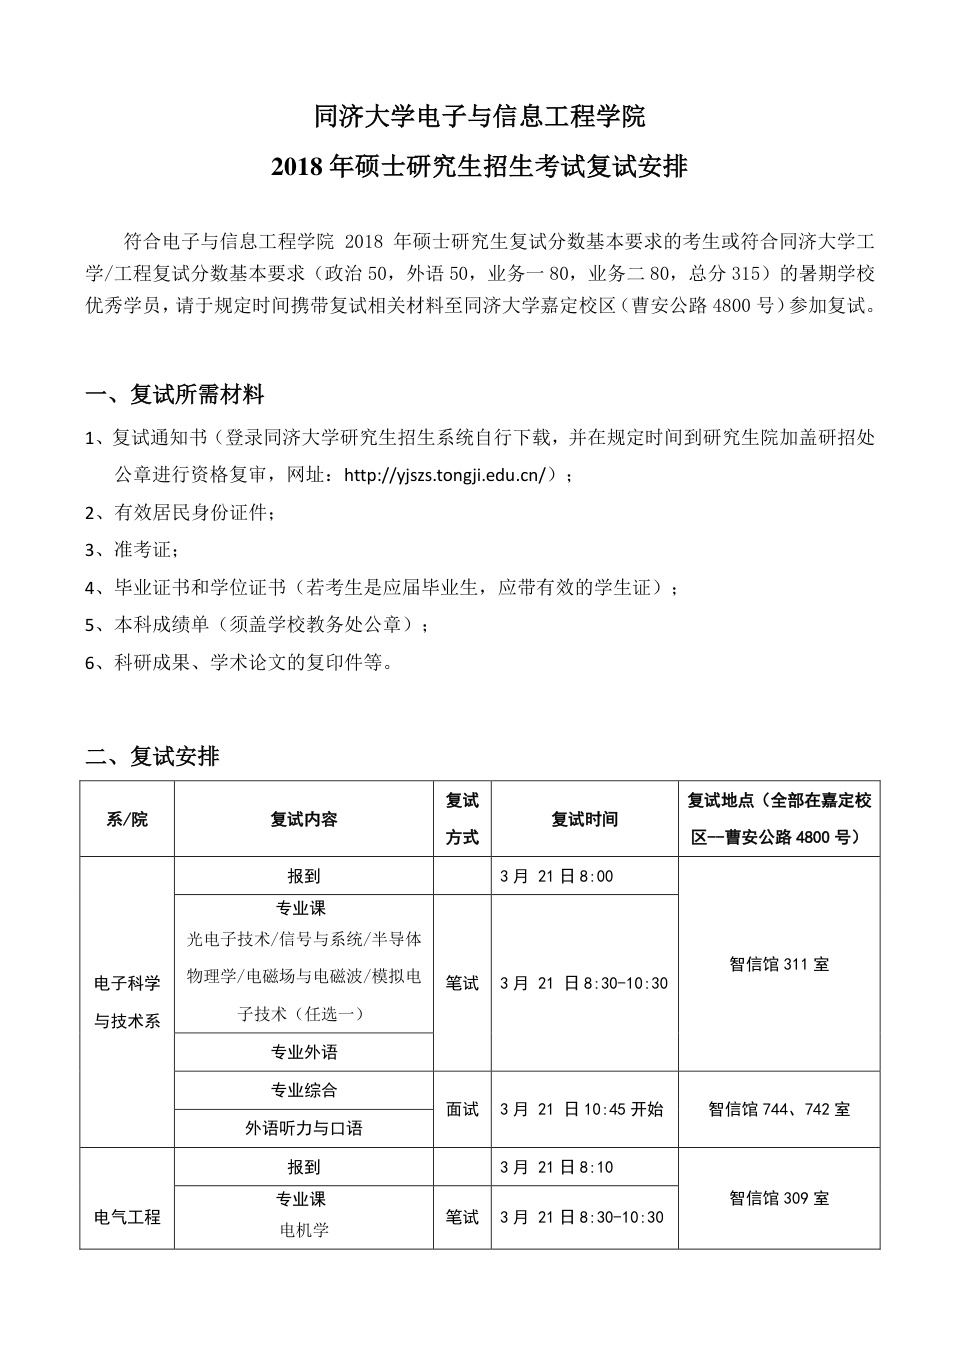 同济大学电子与信息工程学院
2018 年硕士研究生招生考试复试安排
符合电子与信息工程学院 2018 年硕士研究生复试分数基本要求的考生或符合同济大学工
学/工程复试分数基本要求（政治 50，外语 50，业务一 80，业务二 80，总分 315）的暑期学校
优秀学员，请于规定时间携带复试相关材料至同济大学嘉定校区（曹安公路 4800 号）参加复试。
一、复试所需材料
1、复试通知书（登录同济大学研究生招生系统自行下载，并在规定时间到研究生院加盖研招处
公章进行资格复审，网址：http://yjszs.tongji.edu.cn/）；
2、有效居民身份证件；
3、准考证；
4、毕业证书和学位证书（若考生是应届毕业生，应带有效的学生证）；
5、本科成绩单（须盖学校教务处公章）；
6、科研成果、学术论文的复印件等。
二、复试安排
系/院
复试内容
复试
方式
复试时间
复试地点（全部在嘉定校
区--曹安公路 4800 号）
电子科学
与技术系
报到
3 月 21 日 8:00
智信馆 311 室
专业课
光电子技术/信号与系统/半导体
物理学/电磁场与电磁波/模拟电
子技术（任选一）
笔试
3 月 21 日 8:30-10:30
专业外语
专业综合
面试
3 月 21 日 10:45 开始
智信馆 744、742 室
外语听力与口语
电气工程
报到
3 月 21 日 8:10
智信馆 309 室
专业课
电机学
笔试
3 月 21 日 8:30-10:30